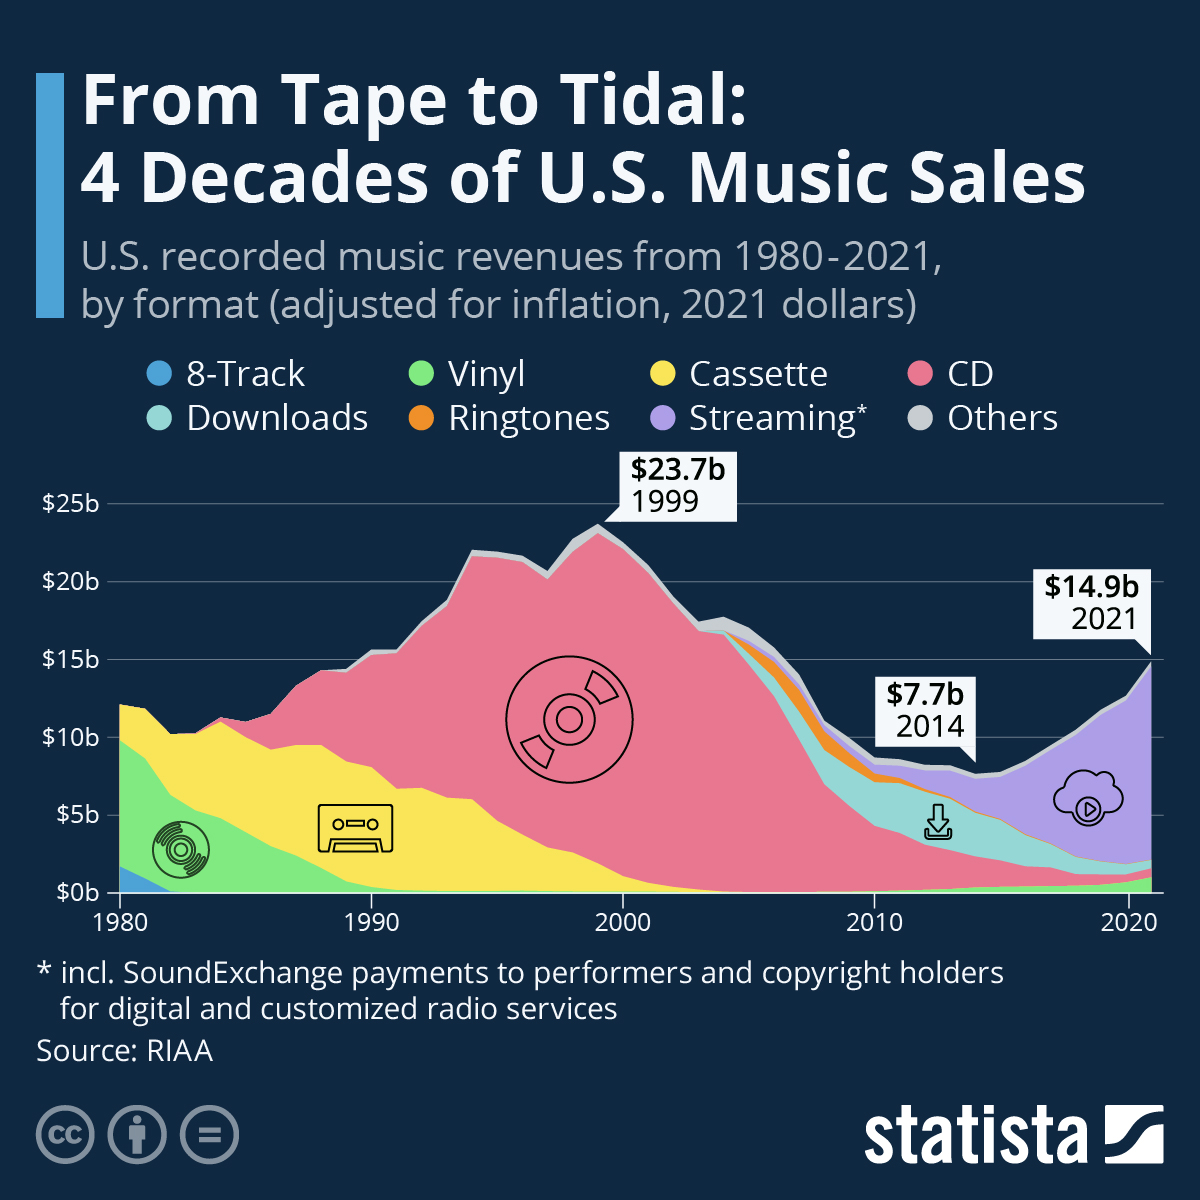 From Tape to Tidal:
4 Decades of U.S. Music Sales
U.S. recorded music revenues from 1980-2021,
by format (adjusted for inflation, 2021 dollars)
8-Track Vinyl Cassette CD
Downloads Ringtones Streaming* Others
$23.7b
1999
$25b
$20b
$14.9b
2021
$15b
$7.7b
2014
$10b
$5b
$0b
1980 1990 2000 2010 2020
* incl. SoundExchange payments to performers and copyright holders
for digital and customized radio services
Source: RIAA
cc
statista